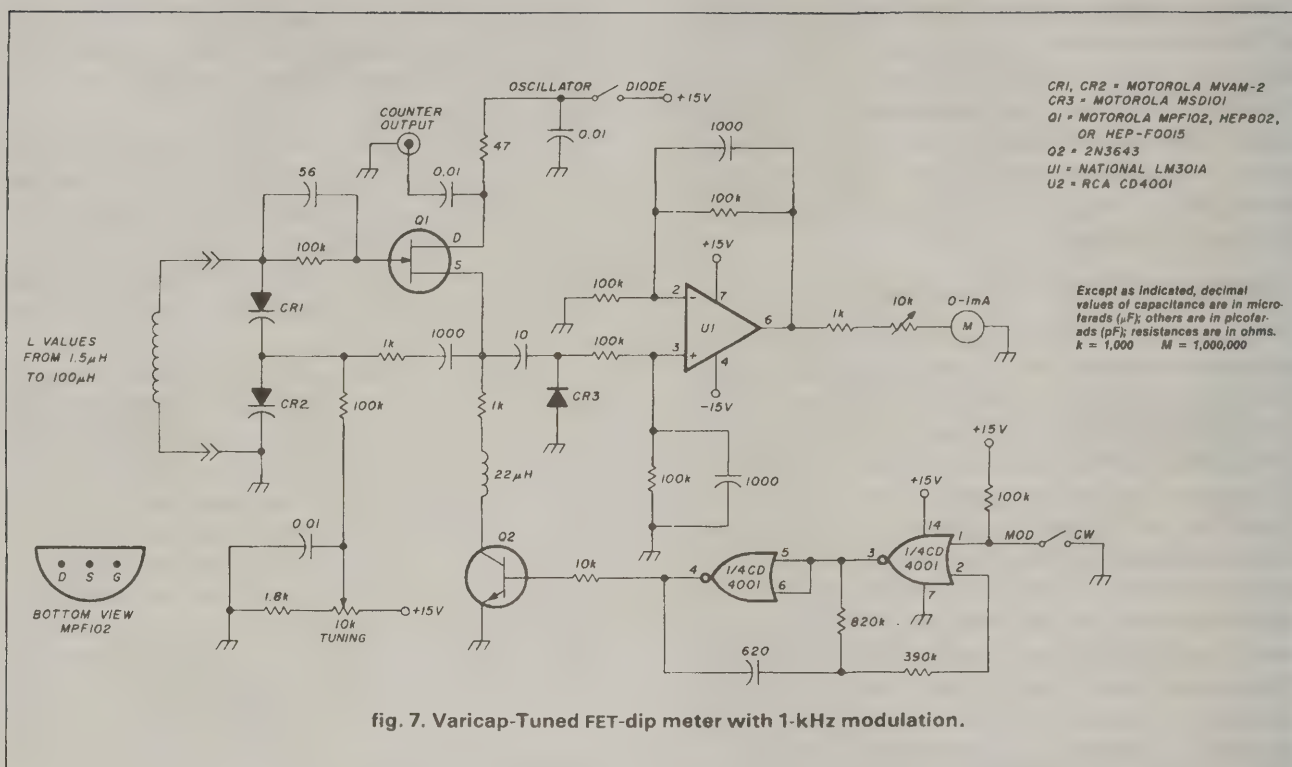 OSCILLATOR DIODE
+15V
COUNTER
OUTPUT
0.01
47
0.01
56
100k
Q1
D
S
L VALUES
FROM 1.5μH
TO 100μH
CR1
CR2
1k
1000
10
100k
1k
22μH
CR3
1000
100k
+15V
100k
2
7
U1
6
3
4
-15V
100k
1k
10k
0-1mA
M
100k
1000
CR1, CR2 = MOTOROLA MVAM-2
CR3 = MOTOROLA MSD101
Q1 = MOTOROLA MPF102, HEP802,
OR HEP-F0015
Q2 = 2N3643
U1 = NATIONAL LM301A
U2 = RCA CD4001
Except as indicated, decimal
values of capacitance are in micro-
farads (μF); others are in picofar-
ads (pF); resistances are in ohms.
k = 1,000 M = 1,000,000
D S G
BOTTOM VIEW
MPF102
0.01
1.8k
10k
TUNING
+15V
Q2
10k
4
1/4CD
4001
5
6
3
+15V
14
1/4CD
4001
1
2
7
+15V
100k
MOD
CW
820k
620
390k
fig. 7. Varicap-Tuned FET-dip meter with 1-kHz modulation.